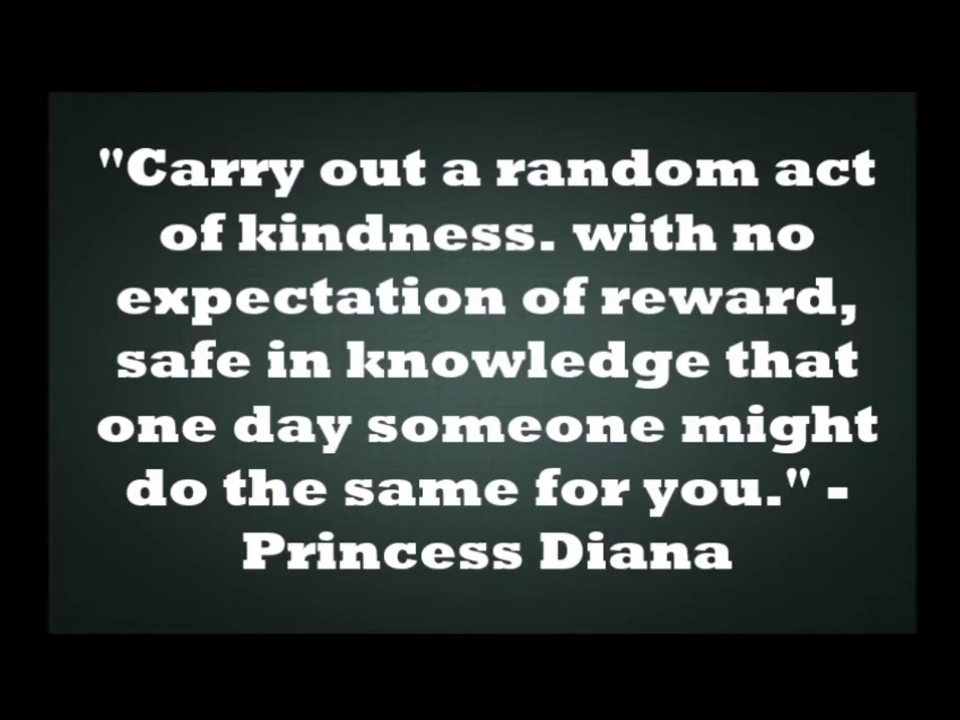 "Carry out a random act
of kindness. with no
expectation of reward,
safe in knowledge that
one day someone might
do the same for you." -
Princess Diana